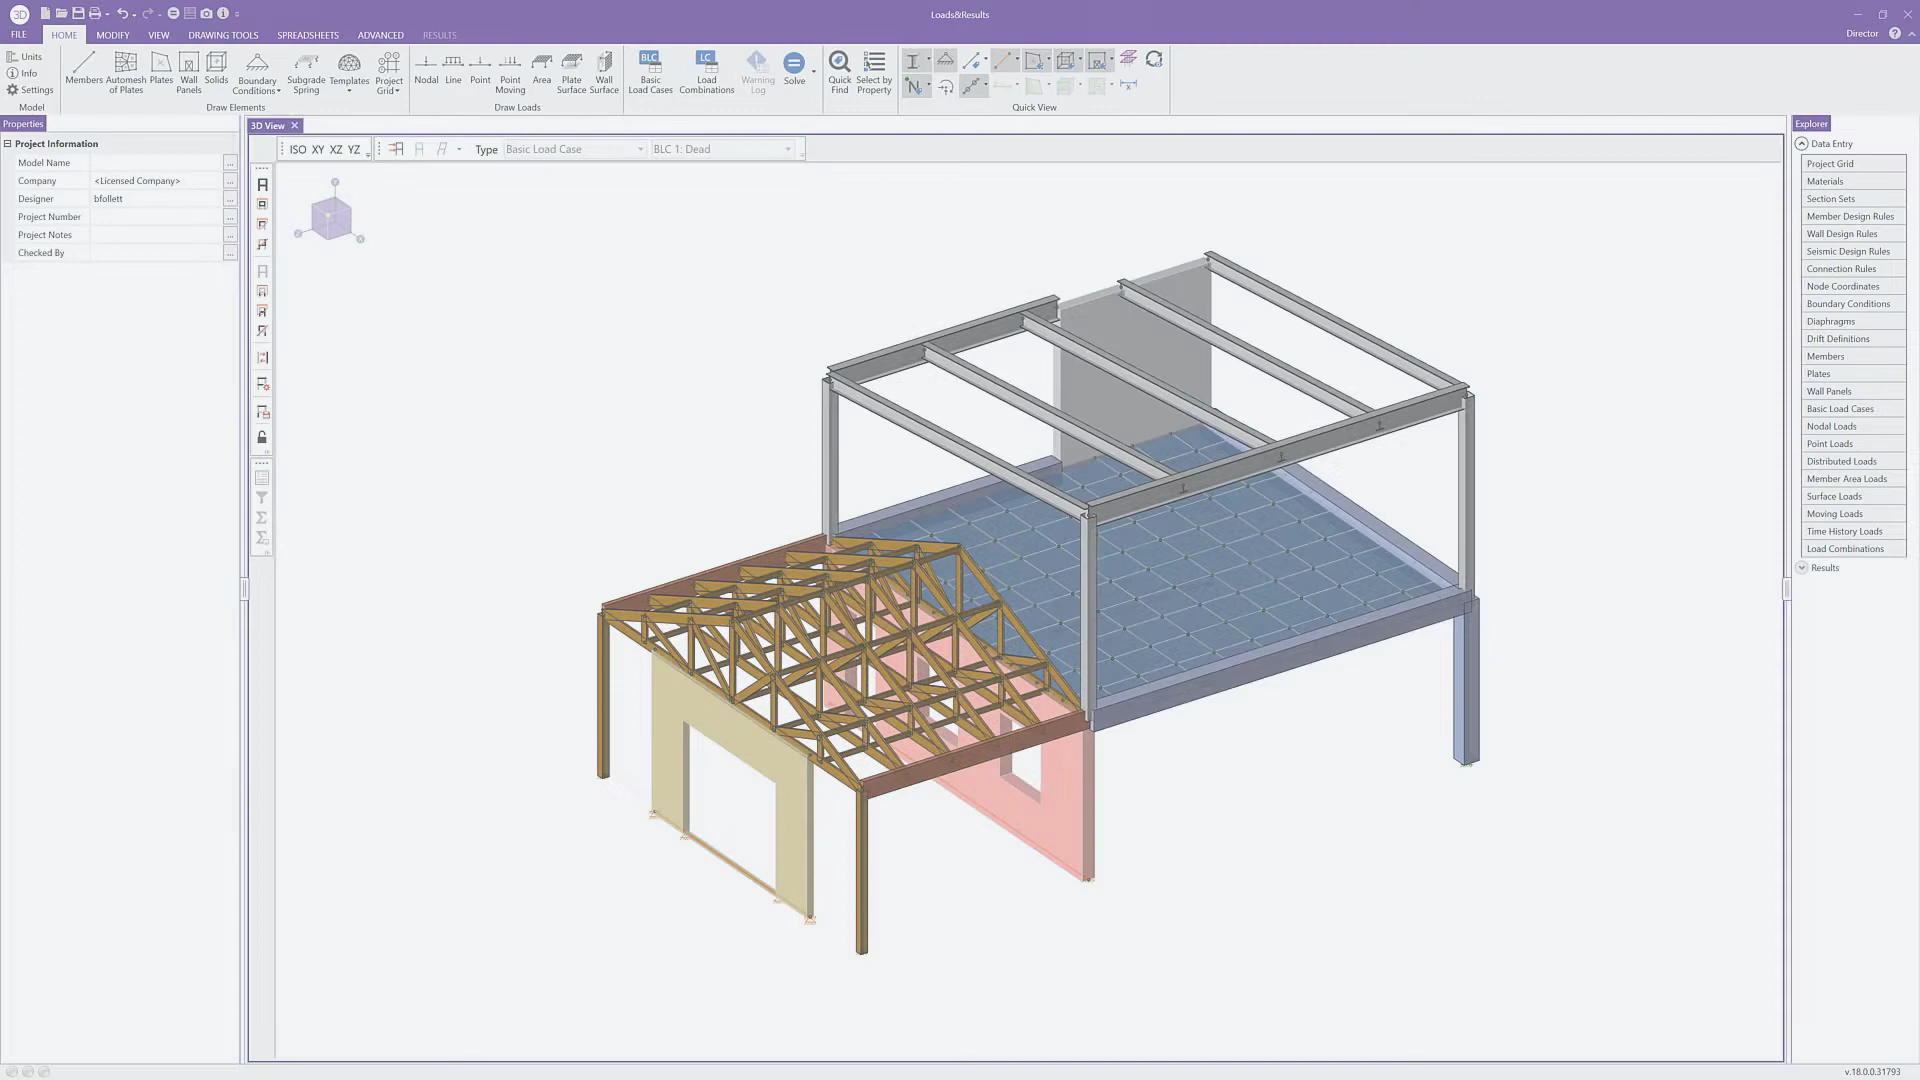 3D
Loads&Results
FILE HOME MODIFY VIEW DRAWING TOOLS SPREADSHEETS ADVANCED RESULTS
Director
Units
Info
Settings
Model
Members
Automesh of Plates
Plates
Wall Panels
Solids
Boundary Conditions
Subgrade Spring
Templates
Project Grid
Draw Elements
Nodal
Line
Point
Point Moving
Area
Plate Surface
Wall Surface
Draw Loads
BLC
Basic Load Cases
LC
Load Combinations
Warning Log
Solve
Quick Find
Select by Property
N
Quick View
Properties
Project Information
Model Name
Company <Licensed Company>
Designer bfollett
Project Number
Project Notes
Checked By
3D View
ISO XY XZ YZ
Type Basic Load Case BLC 1: Dead
Y
Z
X
Explorer
Data Entry
Project Grid
Materials
Section Sets
Member Design Rules
Wall Design Rules
Seismic Design Rules
Connection Rules
Node Coordinates
Boundary Conditions
Diaphragms
Drift Definitions
Members
Plates
Wall Panels
Basic Load Cases
Nodal Loads
Point Loads
Distributed Loads
Member Area Loads
Surface Loads
Moving Loads
Time History Loads
Load Combinations
Results
v.18.0.0.31793